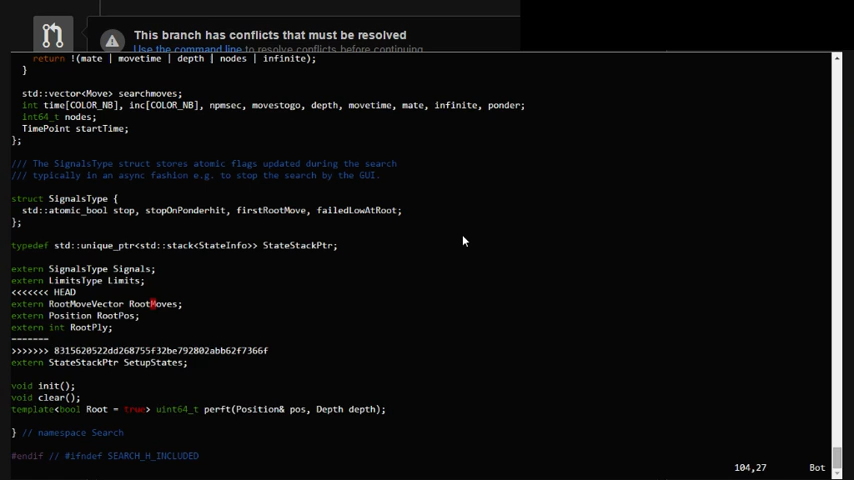 This branch has conflicts that must be resolved
Use the command line to resolve conflicts before continuing.
return !(mate | movetime | depth | nodes | infinite);
}
std::vector<Move> searchmoves;
int time[COLOR_NB], inc[COLOR_NB], npmsec, movestogo, depth, movetime, mate, infinite, ponder;
int64_t nodes;
TimePoint startTime;
};
/// The SignalsType struct stores atomic flags updated during the search
/// typically in an async fashion e.g. to stop the search by the GUI.
struct SignalsType {
std::atomic_bool stop, stopOnPonderhit, firstRootMove, failedLowAtRoot;
};
typedef std::unique_ptr<std::stack<StateInfo>> StateStackPtr;
extern SignalsType Signals;
extern LimitsType Limits;
<<<<<<< HEAD
extern RootMoveVector RootMoves;
extern Position RootPos;
extern int RootPly;
=======
>>>>>>> 8315620522dd268755f32be792802abb62f7366f
extern StateStackPtr SetupStates;
void init();
void clear();
template<bool Root = true> uint64_t perft(Position& pos, Depth depth);
} // namespace Search
#endif // #ifndef SEARCH_H_INCLUDED
104,27 Bot